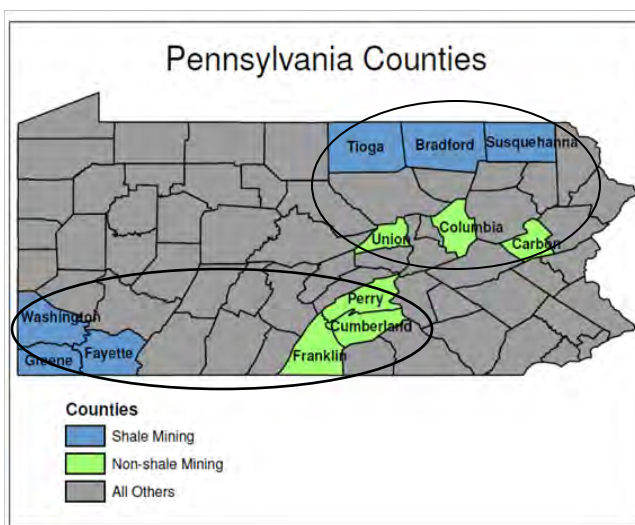 Pennsylvania Counties
Tioga
Bradford
Susquehanna
Union
Columbia
Carbon
Washington
Greene
Fayette
Perry
Cumberland
Franklin
Counties
Shale Mining
Non-shale Mining
All Others